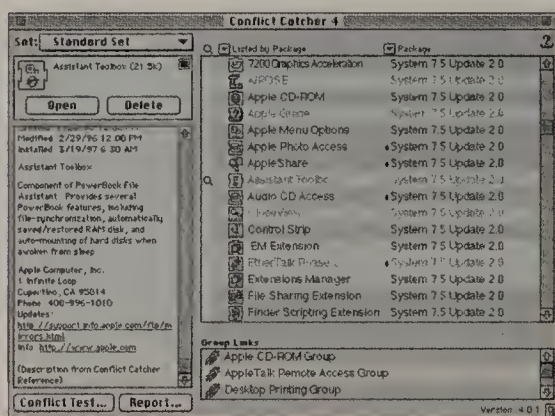 Conflict Catcher 4
Set: Standard Set
Assistant Toolbox (21.5k)
Open Delete
Modified 2/29/96 12:00 PM
Installed 3/19/97 6:30 AM
Assistant Toolbox
Component of PowerBook File
Assistant. Provides several
PowerBook features, including
file-synchronization, automatically
saved/restored RAM disk, and
auto-mounting of hard disks when
awoken from sleep
Apple Computer, Inc.
1 Infinite Loop
Cupertino, CA 95014
Phone 408-996-1010
Updates:
http://support.info.apple.com/ftp/m
irrors.html
Info http://www.apple.com
(Description from Conflict Catcher
Reference)
Conflict Test... Report...
Listed by Package Package
7200 Graphics Acceleration System 7.5 Update 2.0
System 7.5 Update 2.0
Apple CD-ROM System 7.5 Update 2.0
Apple Guide System 7.5 Update 2.0
Apple Menu Options System 7.5 Update 2.0
Apple Photo Access System 7.5 Update 2.0
AppleShare System 7.5 Update 2.0
Assistant Toolbox System 7.5 Update 2.0
Audio CD Access System 7.5 Update 2.0
System 7.5 Update 2.0
Control Strip System 7.5 Update 2.0
EM Extension System 7.5 Update 2.0
EtherTalk Phase System 7.5 Update 2.0
Extensions Manager System 7.5 Update 2.0
File Sharing Extension System 7.5 Update 2.0
Finder Scripting Extension System 7.5 Update 2.0
Group Links
Apple CD-ROM Group
AppleTalk Remote Access Group
Desktop Printing Group
Version 4.0.1